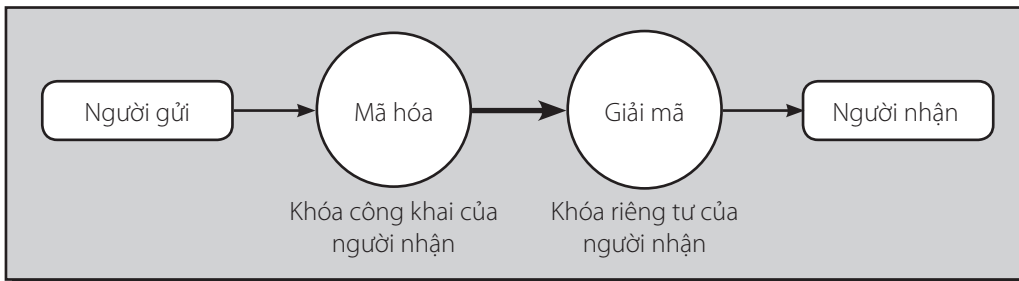 Người gửi
Mã hóa
Giải mã
Người nhận
Khóa công khai của
người nhận
Khóa riêng tư của
người nhận